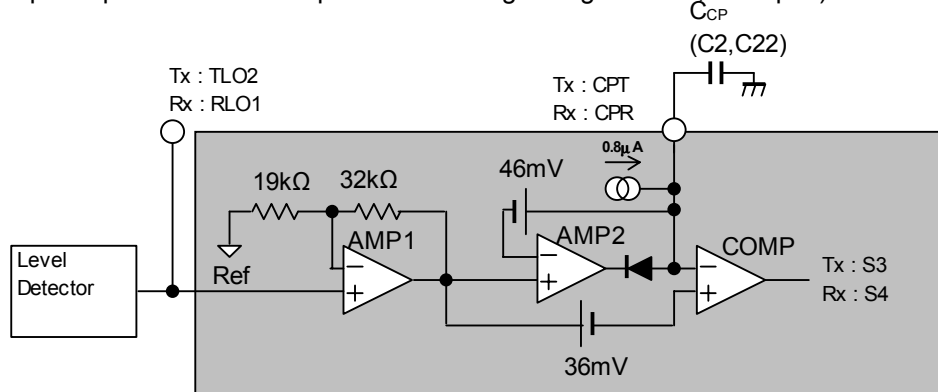 CCP
(C2,C22)
Tx : TLO2
Rx : RLO1
Tx : CPT
Rx : CPR
0.8μA
46mV
19kΩ
32kΩ
AMP1
AMP2
COMP
Ref
Level
Detector
Tx : S3
Rx : S4
36mV